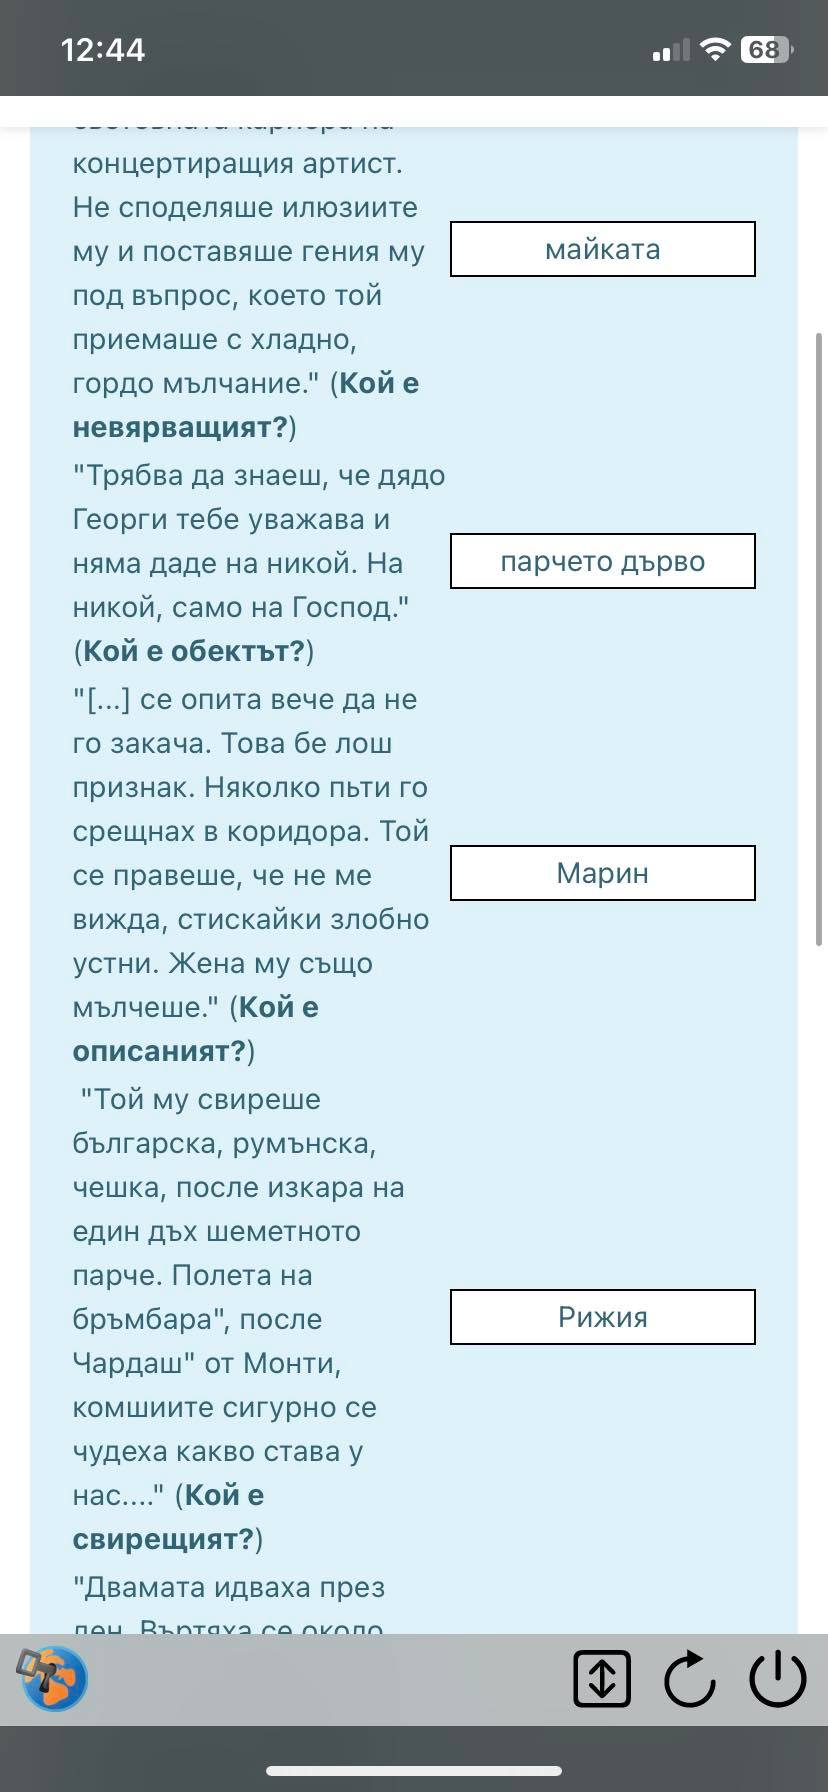 12:44
68
концертиращия артист.
Не споделяше илюзиите
му и поставяше гения му
под въпрос, което той
приемаше с хладно,
гордо мълчание." (Кой е
невярващият?)
майката
"Трябва да знаеш, че дядо
Георги тебе уважава и
няма даде на никой. На
никой, само на Господ."
(Кой е обектът?)
парчето дърво
"[...] се опита вече да не
го закача. Това бе лош
признак. Няколко пьти го
срещнах в коридора. Той
се правеше, че не ме
вижда, стискайки злобно
устни. Жена му също
мълчеше." (Кой е
описаният?)
Марин
"Той му свиреше
българска, румънска,
чешка, после изкара на
един дъх шеметното
парче. Полета на
бръмбара", после
Чардаш" от Монти,
комшиите сигурно се
чудеха какво става у
нас...." (Кой е
свирещият?)
Рижия
"Двамата идваха през
ден. Въртяха се около